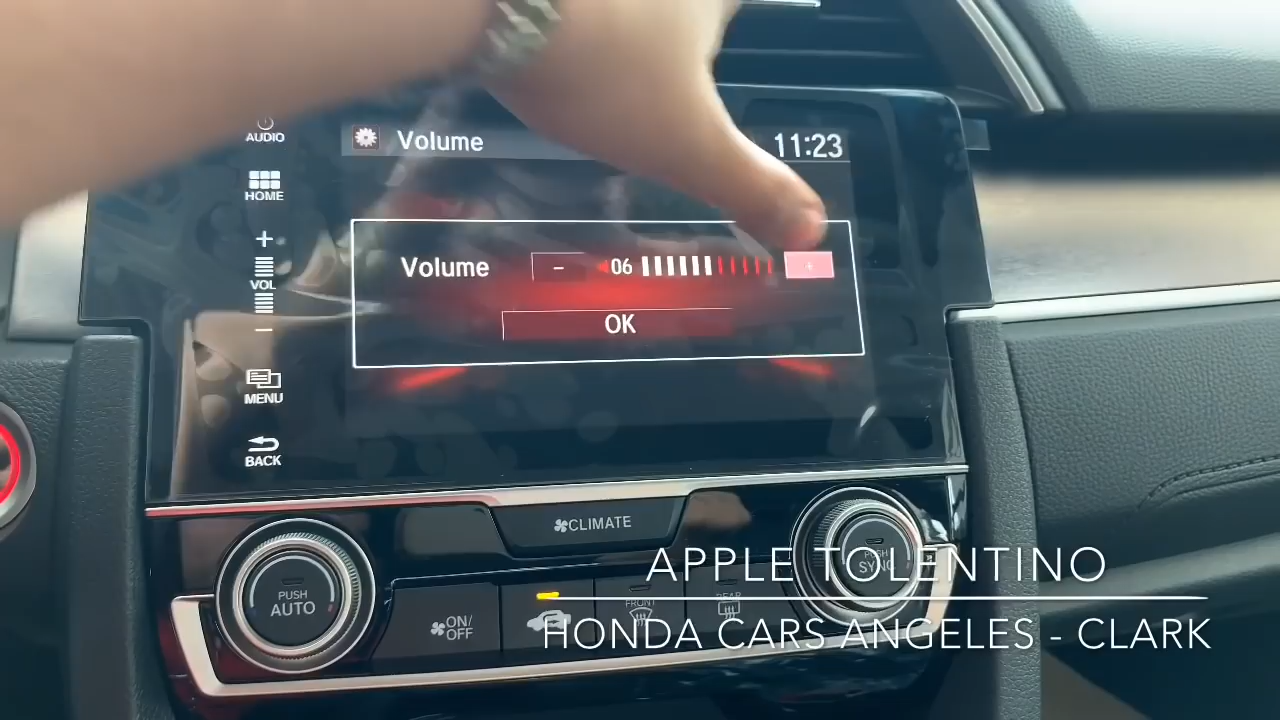 AUDIO
Volume
11:23
HOME
+
VOL
−
Volume
− 06 +
OK
MENU
BACK
CLIMATE
PUSH
AUTO
ON/
OFF
FRONT
REAR
PUSH
SYNC
APPLE TOLENTINO
HONDA CARS ANGELES - CLARK